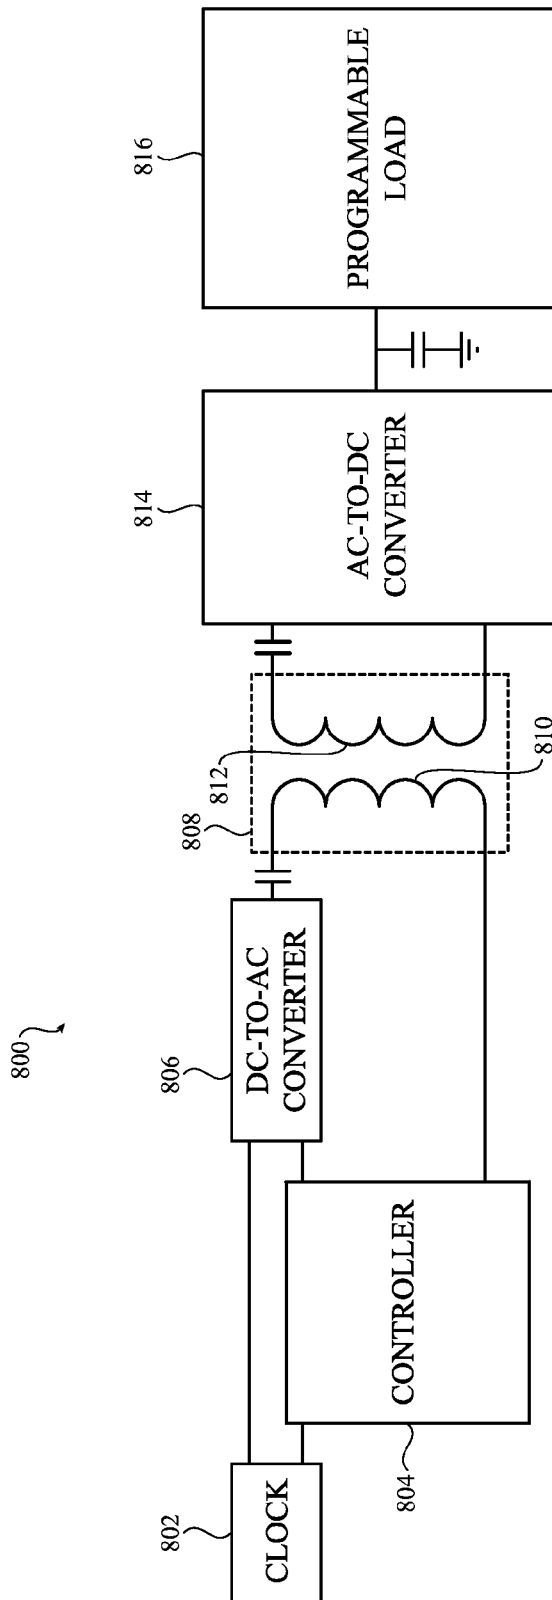 800
802
CLOCK
804
CONTROLLER
806
DC-TO-AC
CONVERTER
808
810
812
814
AC-TO-DC
CONVERTER
816
PROGRAMMABLE
LOAD